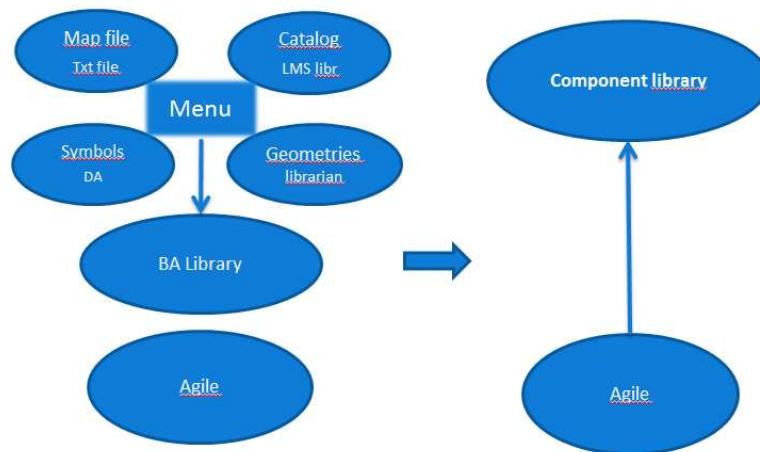 Map file
Txt file
Catalog
LMS libr
Menu
Symbols
DA
Geometries
librarian
BA Library
Agile
Component library
Agile